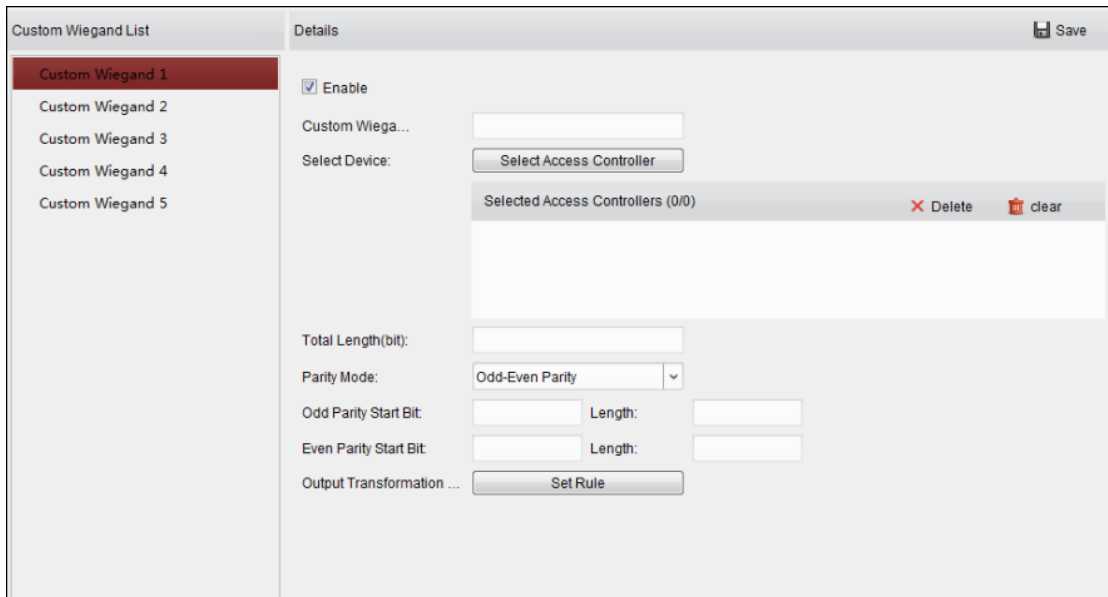 Custom Wiegand List
Details
Save
Custom Wiegand 1
Custom Wiegand 2
Custom Wiegand 3
Custom Wiegand 4
Custom Wiegand 5
Enable
Custom Wiega...
Select Device: Select Access Controller
Selected Access Controllers (0/0) Delete clear
Total Length(bit):
Parity Mode: Odd-Even Parity
Odd Parity Start Bit: Length:
Even Parity Start Bit: Length:
Output Transformation ... Set Rule